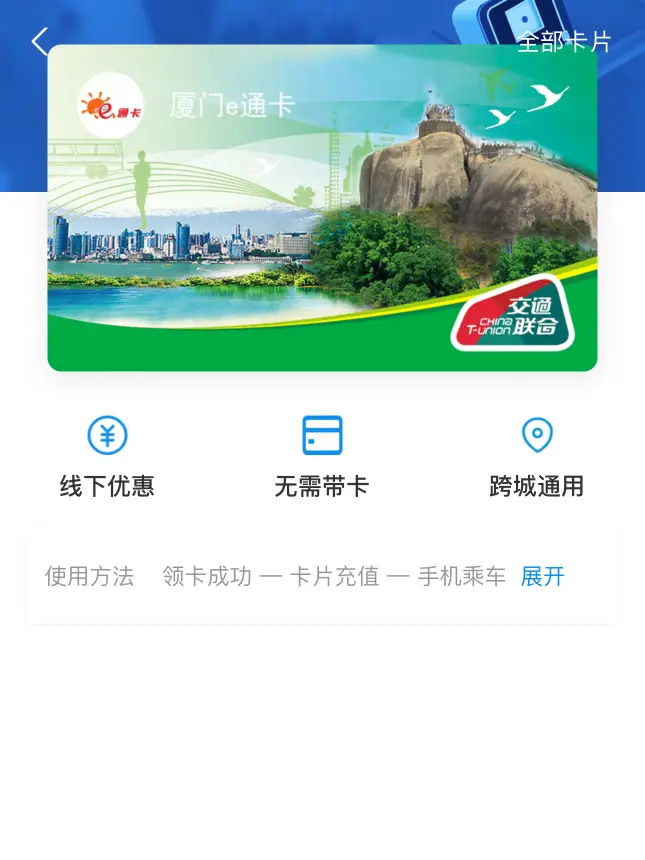 全部卡片
e通卡
厦门e通卡
交通
联合
CHINA
T-UNION
线下优惠
无需带卡
跨城通用
使用方法 领卡成功 — 卡片充值 — 手机乘车 展开